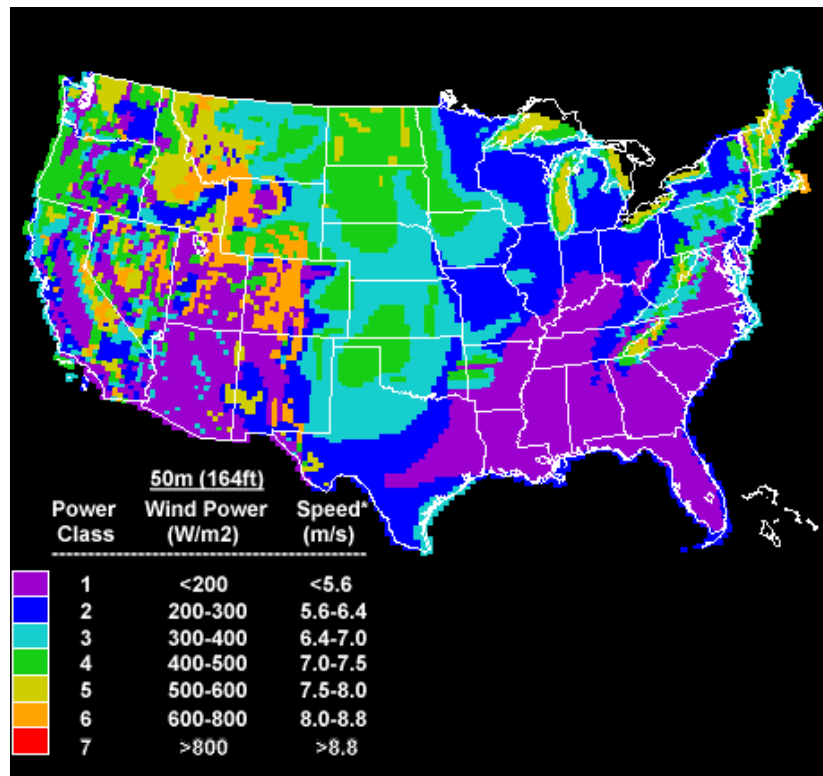 50m (164ft)
Power Wind Power Speed*
Class (W/m2) (m/s)
1 <200 <5.6
2 200-300 5.6-6.4
3 300-400 6.4-7.0
4 400-500 7.0-7.5
5 500-600 7.5-8.0
6 600-800 8.0-8.8
7 >800 >8.8